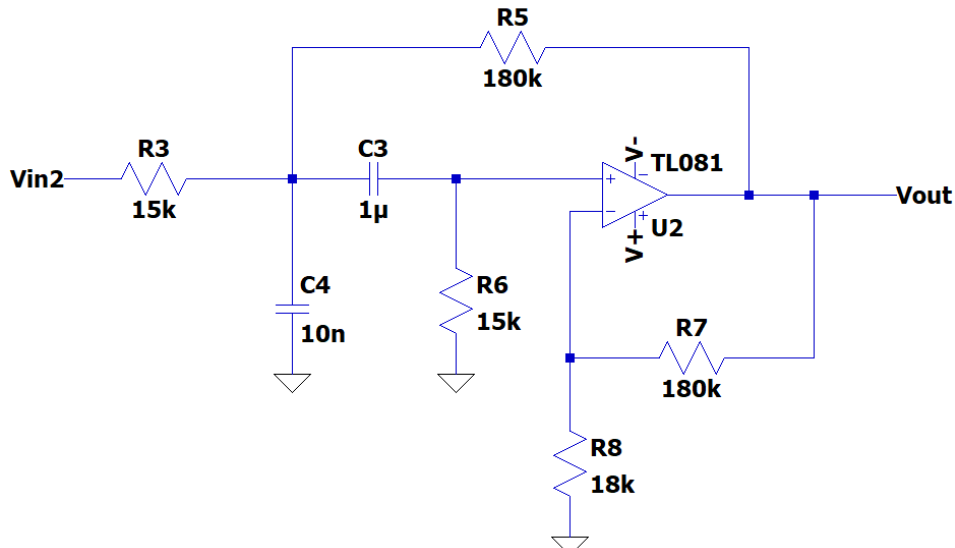 R5
180k
R3
C3
V-
TL081
Vin2
+
−
Vout
15k
1µ
−
+
U2
V+
C4
R6
10n
15k
R7
180k
R8
18k